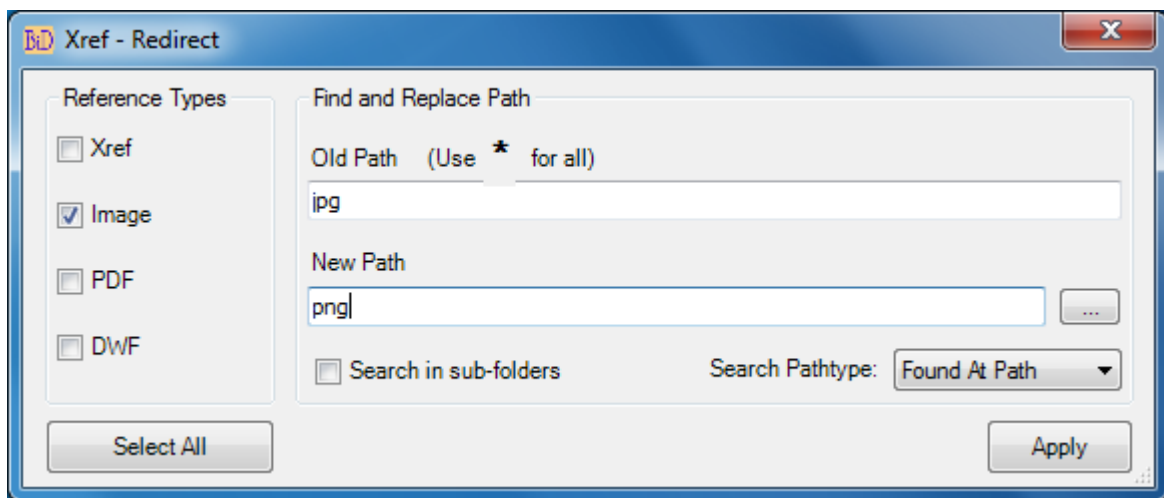 BiD Xref - Redirect
Reference Types
Xref
Image
PDF
DWF
Select All
Find and Replace Path
Old Path (Use * for all)
jpg
New Path
png
...
Search in sub-folders
Search Pathtype: Found At Path
Apply